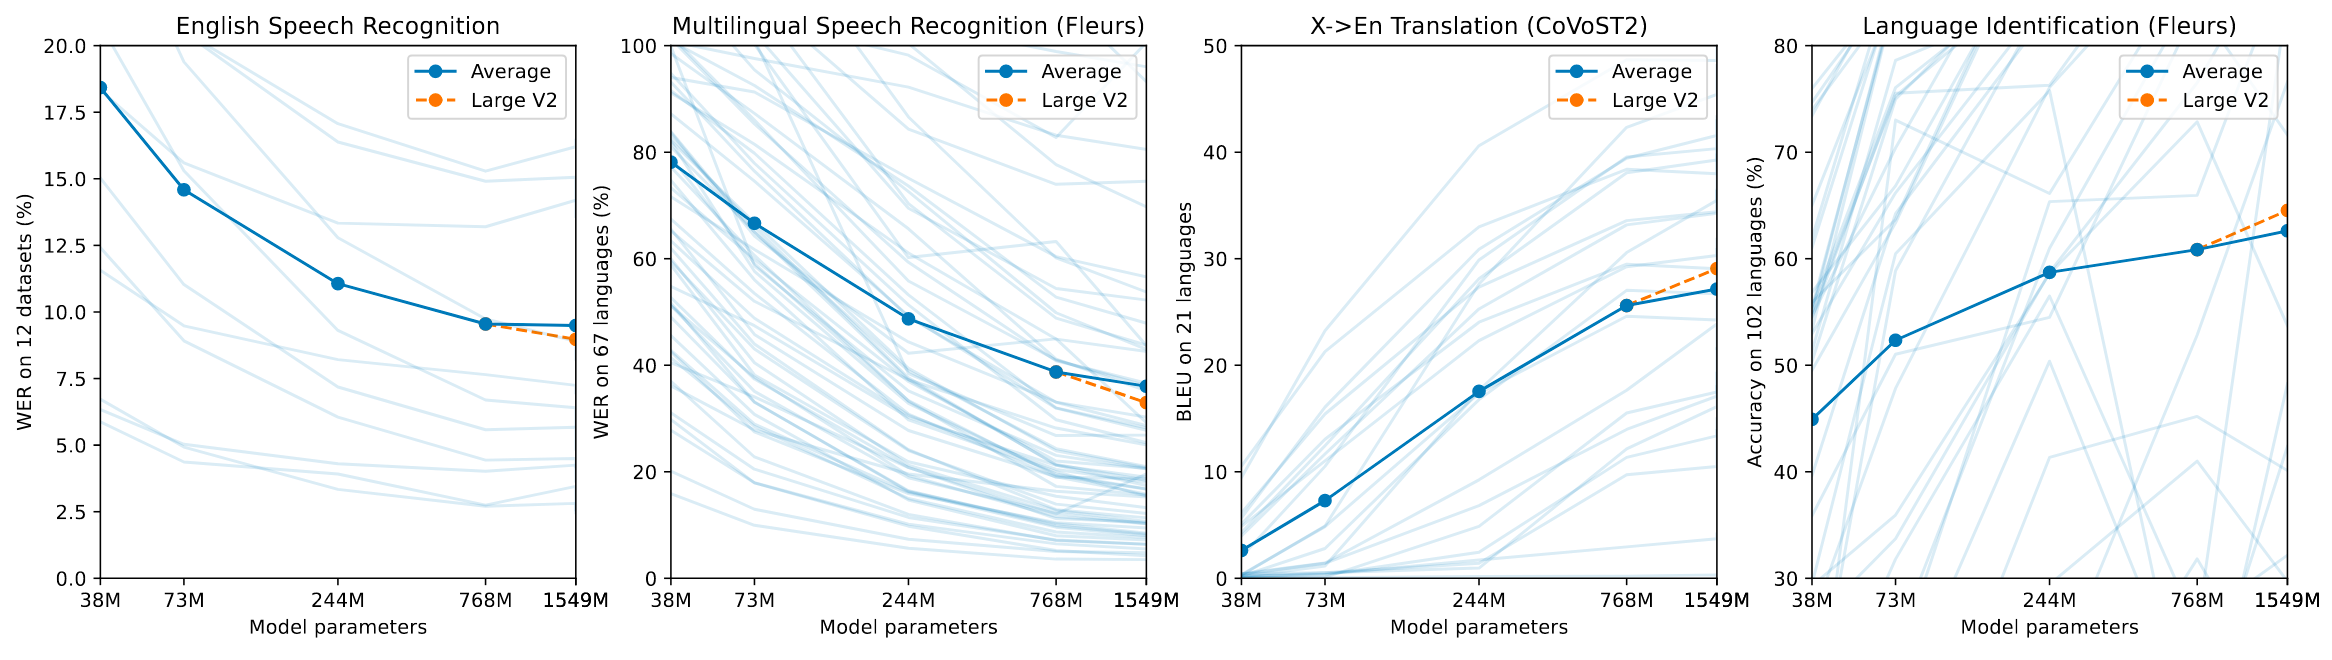 English Speech Recognition
20.0
17.5
15.0
12.5
10.0
7.5
5.0
2.5
0.0
WER on 12 datasets (%)
Average
Large V2
38M 73M 244M 768M 1549M
Model parameters
Multilingual Speech Recognition (Fleurs)
100
80
60
40
20
0
WER on 67 languages (%)
Average
Large V2
38M 73M 244M 768M 1549M
Model parameters
X->En Translation (CoVoST2)
50
40
30
20
10
0
BLEU on 21 languages
Average
Large V2
38M 73M 244M 768M 1549M
Model parameters
Language Identification (Fleurs)
80
70
60
50
40
30
Accuracy on 102 languages (%)
Average
Large V2
38M 73M 244M 768M 1549M
Model parameters